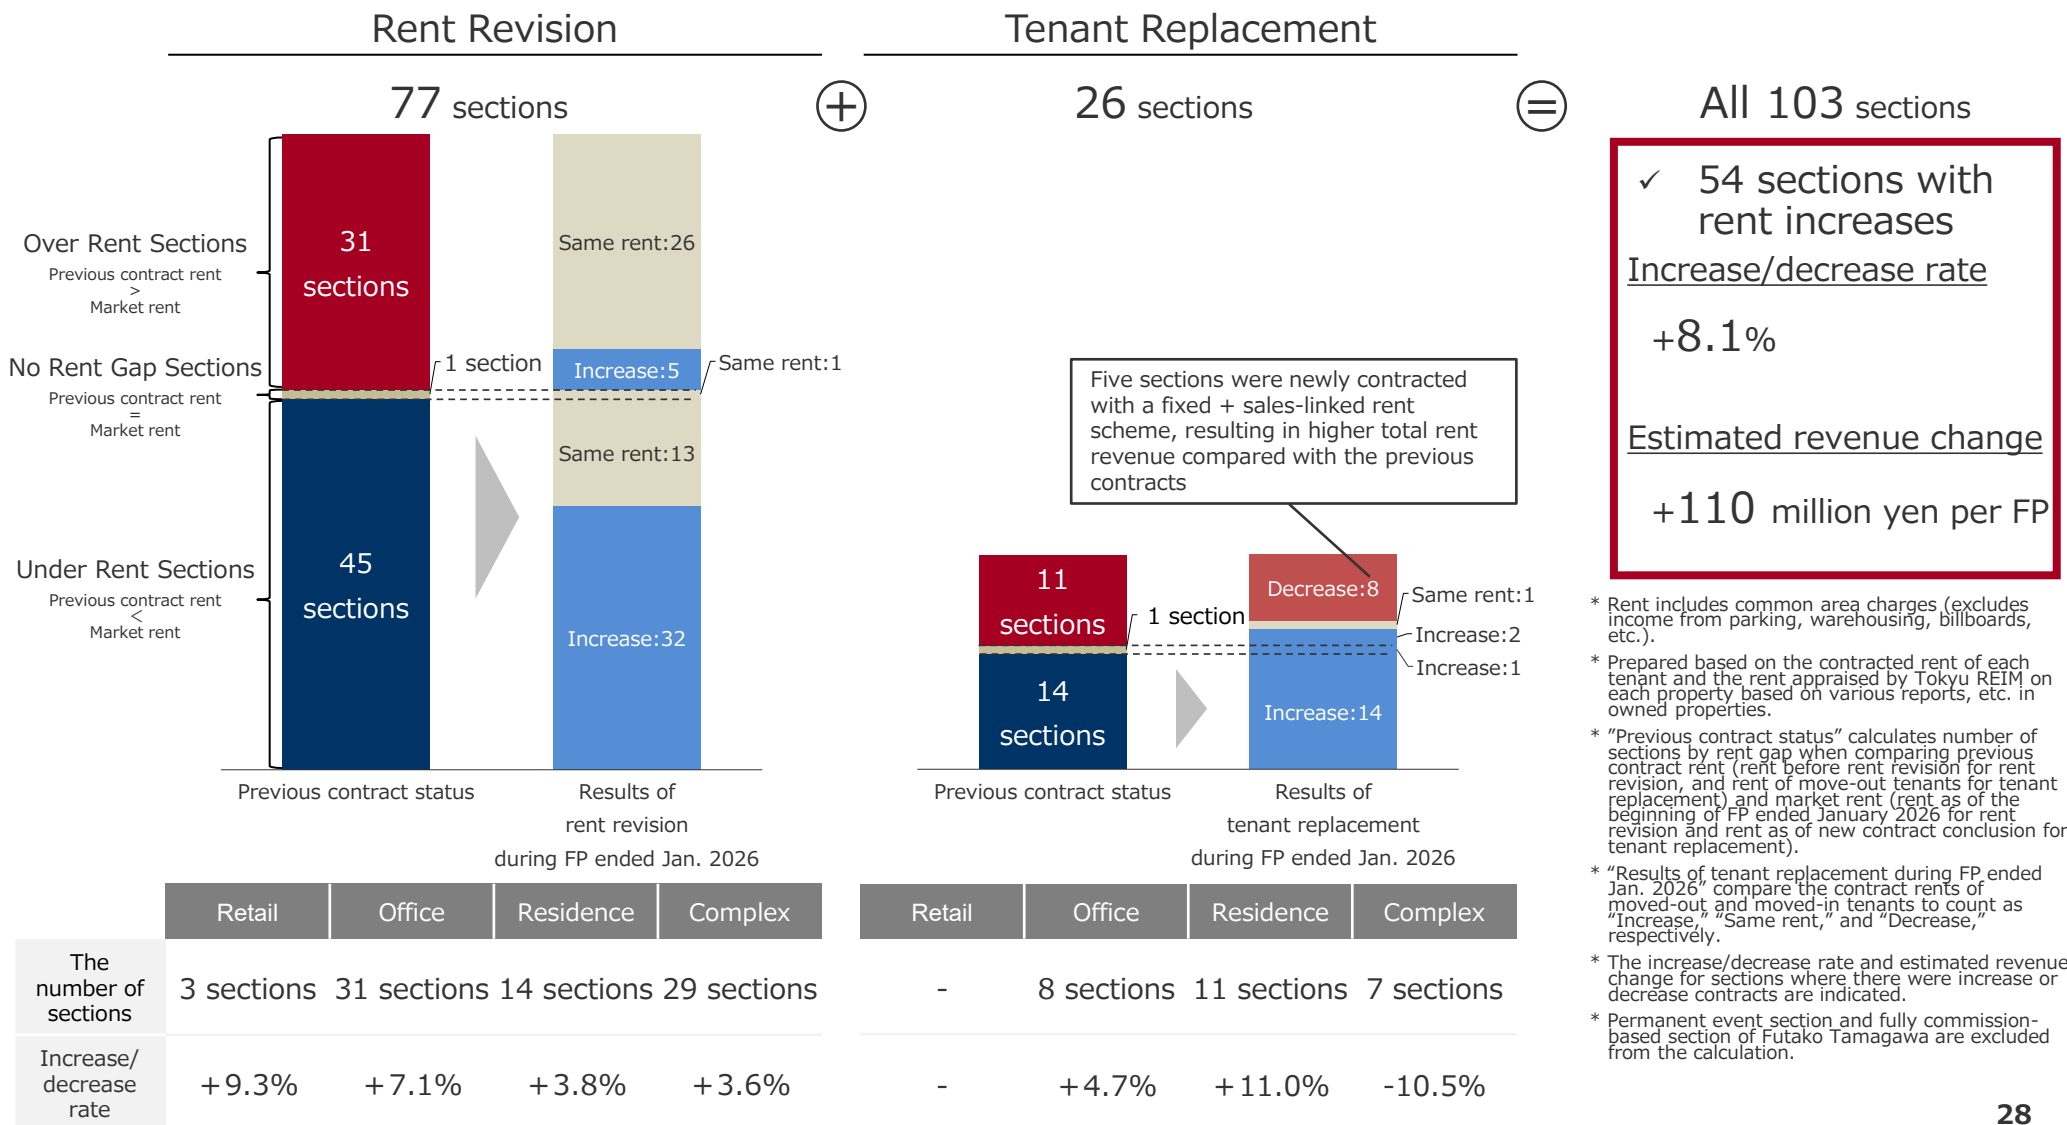 Rent Revision
77 sections
Over Rent Sections
Previous contract rent
>
Market rent
No Rent Gap Sections
Previous contract rent
=
Market rent
Under Rent Sections
Previous contract rent
<
Market rent
31
sections
1 section
45
sections
Same rent:26
Increase:5
Same rent:1
Same rent:13
Increase:32
Previous contract status
Results of
rent revision
during FP ended Jan. 2026
+
Tenant Replacement
26 sections
Five sections were newly contracted
with a fixed + sales-linked rent
scheme, resulting in higher total rent
revenue compared with the previous
contracts
11
sections
1 section
14
sections
Decrease:8
Same rent:1
Increase:2
Increase:1
Increase:14
Previous contract status
Results of
tenant replacement
during FP ended Jan. 2026
=
All 103 sections
✓ 54 sections with
rent increases
Increase/decrease rate
+8.1%
Estimated revenue change
+110 million yen per FP
Retail Office Residence Complex
The
number of
sections
3 sections 31 sections 14 sections 29 sections
Increase/
decrease
rate
+9.3% +7.1% +3.8% +3.6%
Retail Office Residence Complex
- 8 sections 11 sections 7 sections
- +4.7% +11.0% -10.5%
* Rent includes common area charges (excludes
income from parking, warehousing, billboards,
etc.).
* Prepared based on the contracted rent of each
tenant and the rent appraised by Tokyu REIM on
each property based on various reports, etc. in
owned properties.
* ”Previous contract status” calculates number of
sections by rent gap when comparing previous
contract rent (rent before rent revision for rent
revision, and rent of move-out tenants for tenant
replacement) and market rent (rent as of the
beginning of FP ended January 2026 for rent
revision and rent as of new contract conclusion for
tenant replacement).
* “Results of tenant replacement during FP ended
Jan. 2026” compare the contract rents of
moved-out and moved-in tenants to count as
“Increase,” “Same rent,” and “Decrease,”
respectively.
* The increase/decrease rate and estimated revenue
change for sections where there were increase or
decrease contracts are indicated.
* Permanent event section and fully commission-
based section of Futako Tamagawa are excluded
from the calculation.
28